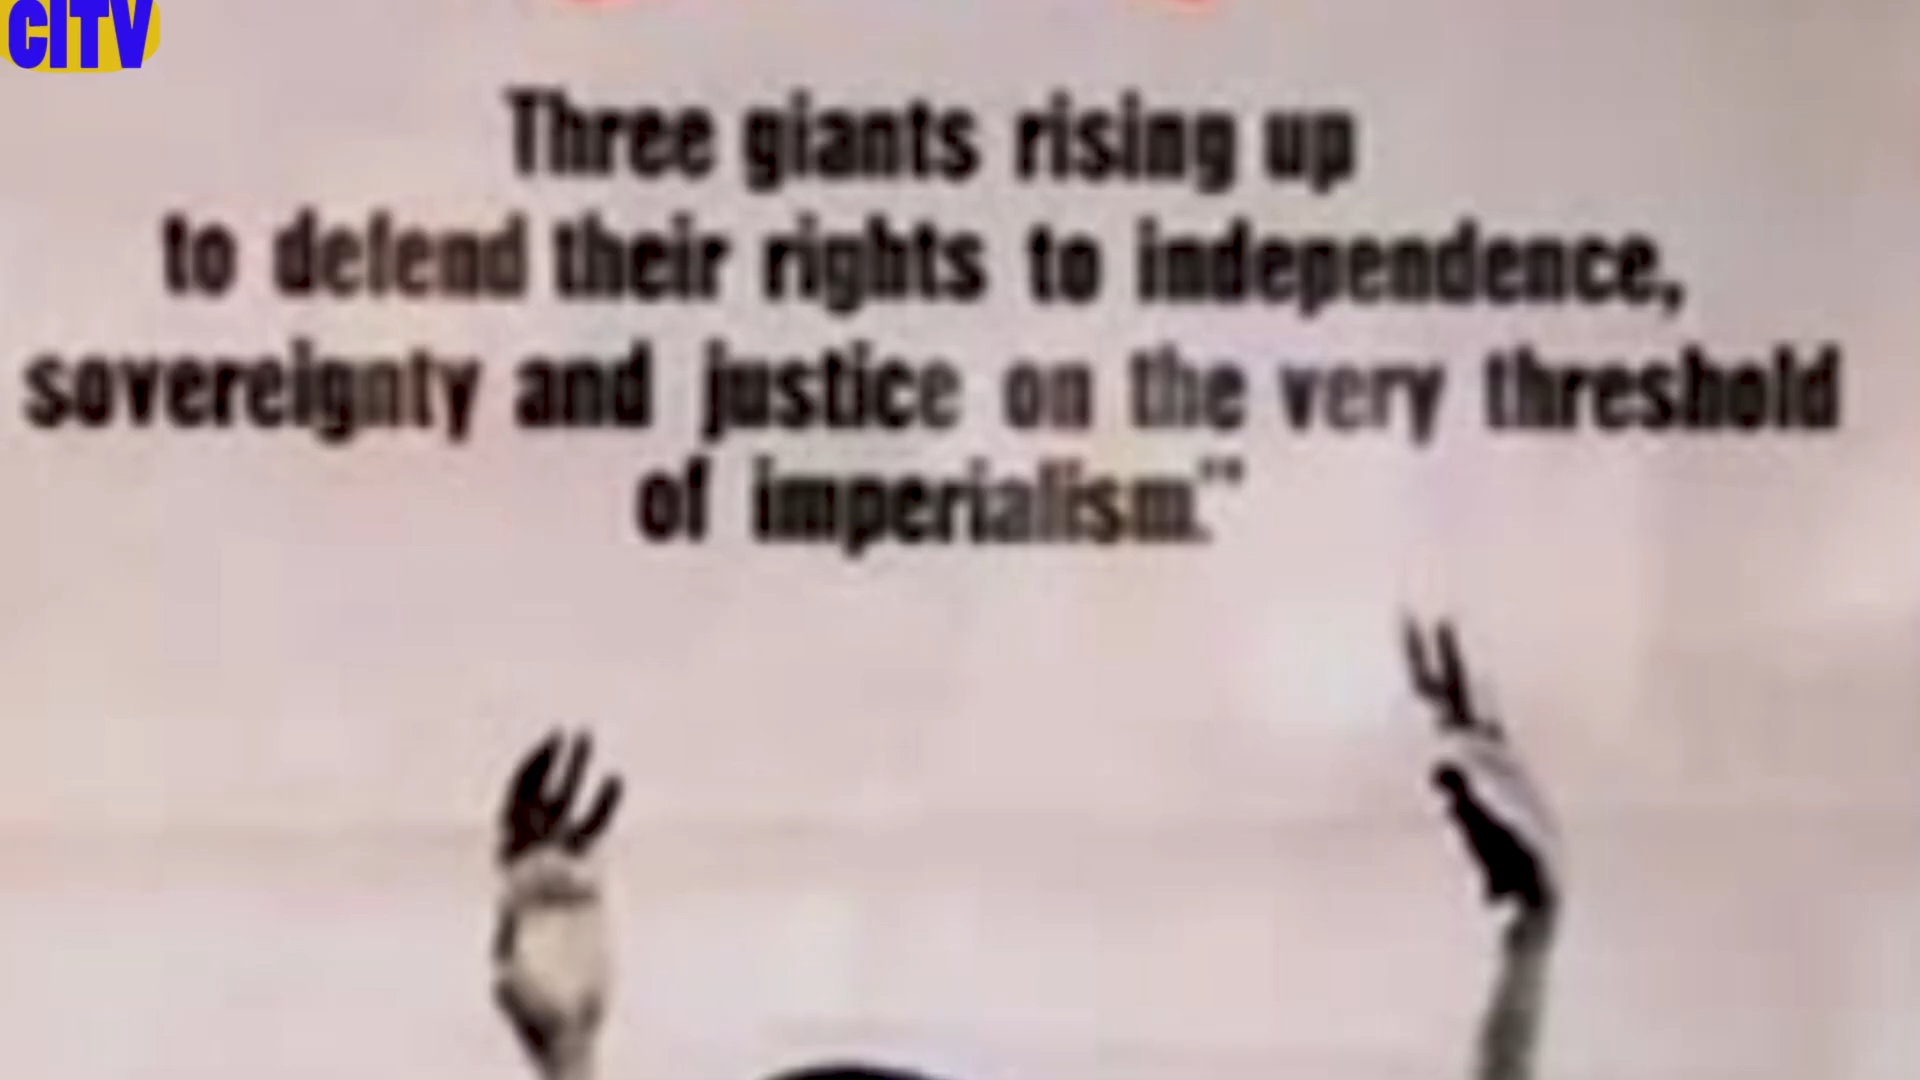 CITV
Three giants rising up
to defend their rights to independence,
sovereignty and justice on the very threshold
of imperialism."